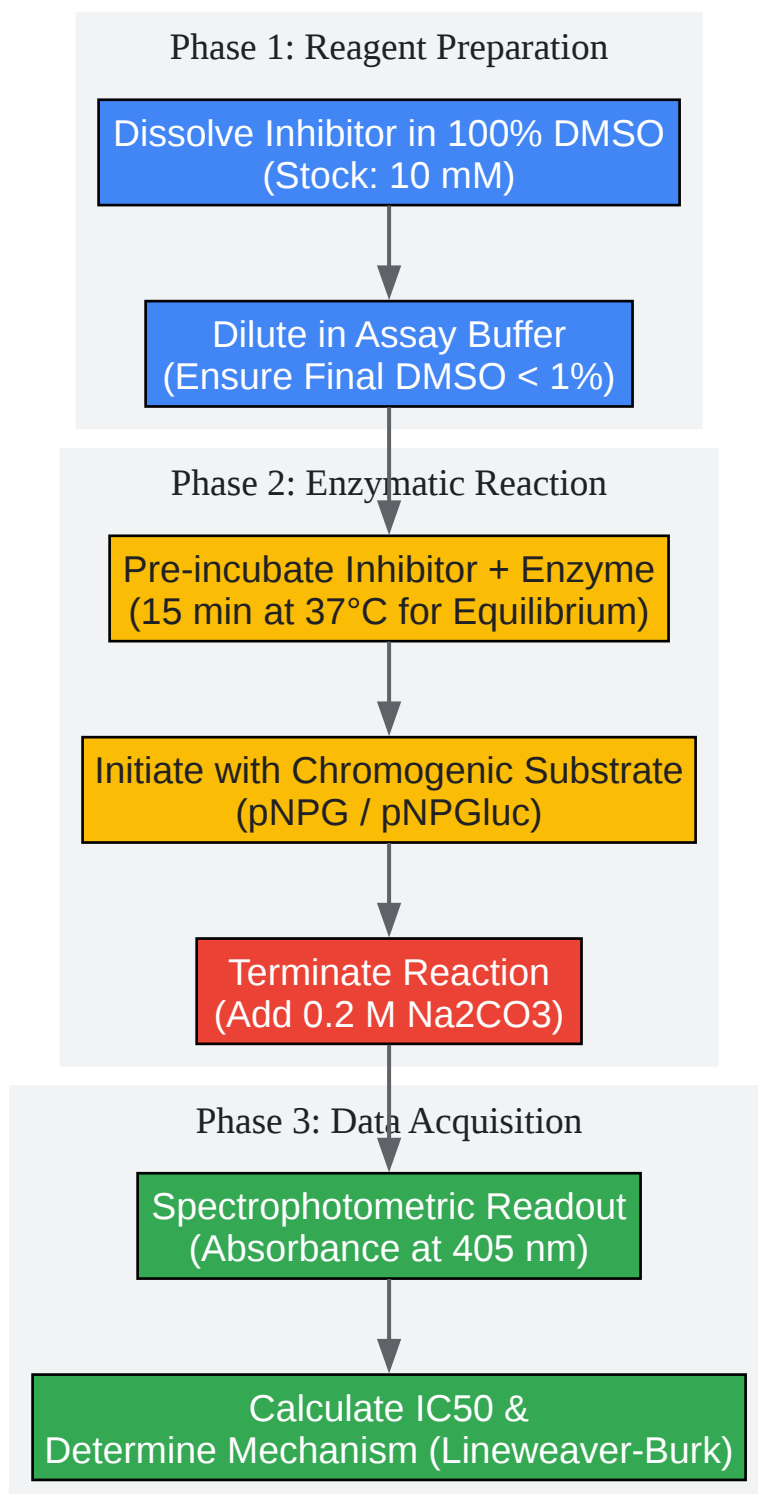 Phase 1: Reagent Preparation
Dissolve Inhibitor in 100% DMSO
(Stock: 10 mM)
Dilute in Assay Buffer
(Ensure Final DMSO < 1%)
Phase 2: Enzymatic Reaction
Pre-incubate Inhibitor + Enzyme
(15 min at 37°C for Equilibrium)
Initiate with Chromogenic Substrate
(pNPG / pNPGluc)
Terminate Reaction
(Add 0.2 M Na2CO3)
Phase 3: Data Acquisition
Spectrophotometric Readout
(Absorbance at 405 nm)
Calculate IC50 &
Determine Mechanism (Lineweaver-Burk)